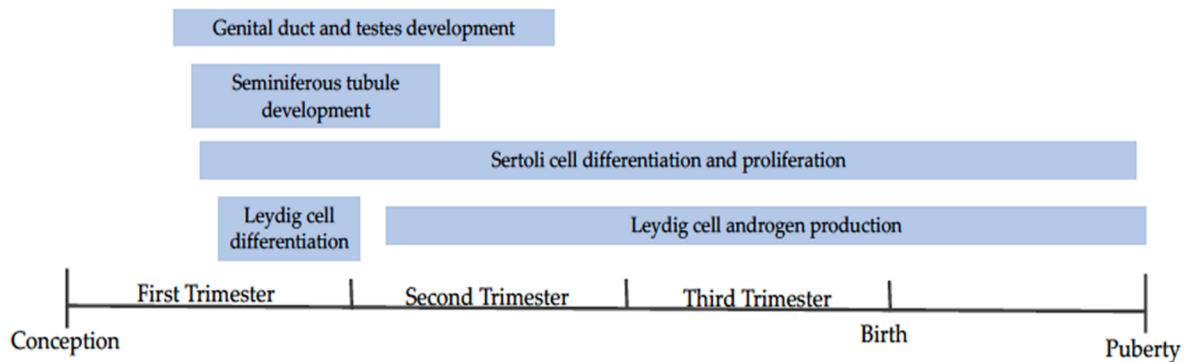 Genital duct and testes development
Seminiferous tubule
development
Sertoli cell differentiation and proliferation
Leydig cell
differentiation
Leydig cell androgen production
First Trimester
Second Trimester
Third Trimester
Conception
Birth
Puberty